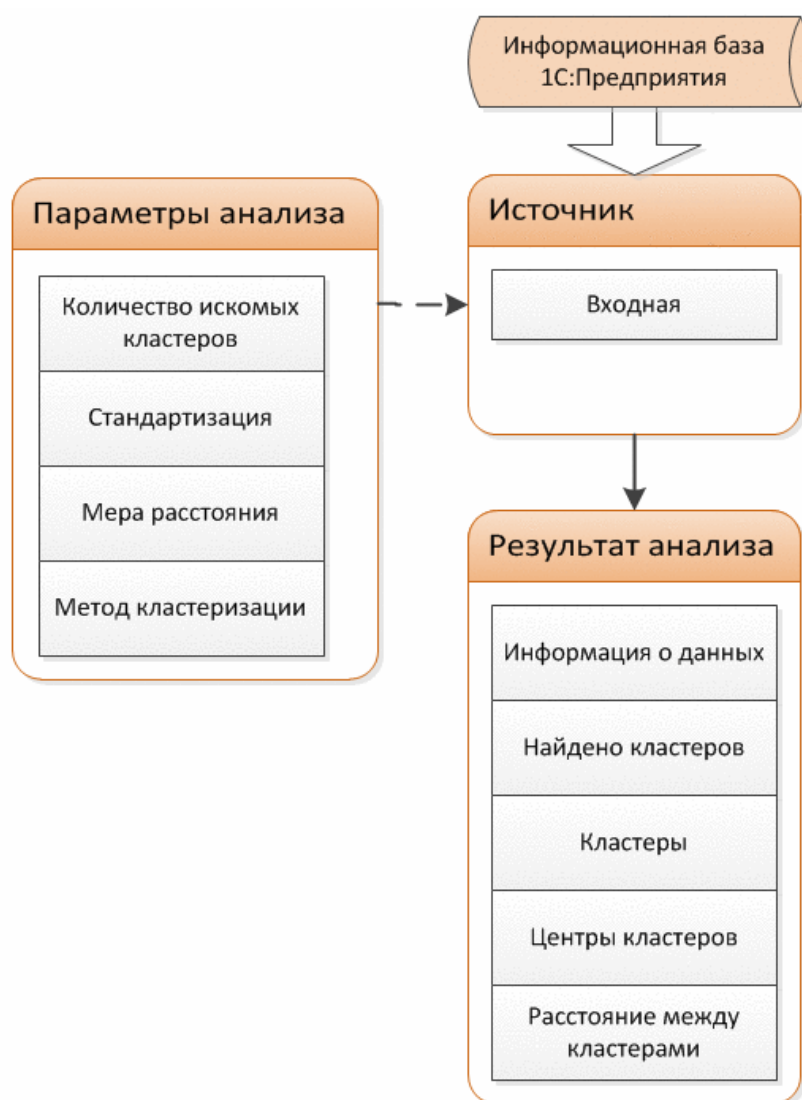 Информационная база
1С:Предприятия
Параметры анализа
Количество искомых
кластеров
Стандартизация
Мера расстояния
Метод кластеризации
Источник
Входная
Результат анализа
Информация о данных
Найдено кластеров
Кластеры
Центры кластеров
Расстояние между
кластерами